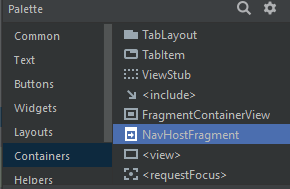 Palette
Common
Text
Buttons
Widgets
Layouts
Containers
Helpers
TabLayout
TabItem
ViewStub
<include>
FragmentContainerView
NavHostFragment
<view>
<requestFocus>